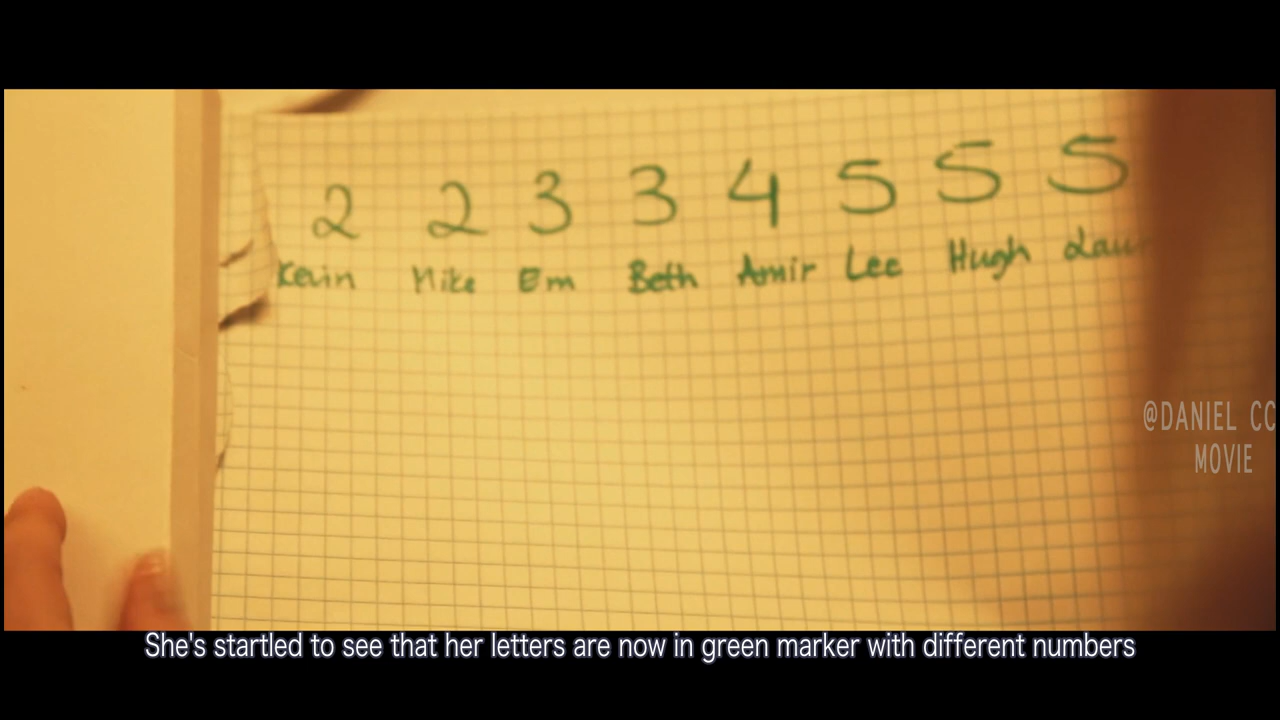 2 2 3 3 4 5 5 5
Kevin Mike Em Beth Amir Lee Hugh
@DANIEL CC
MOVIE
She's startled to see that her letters are now in green marker with different numbers